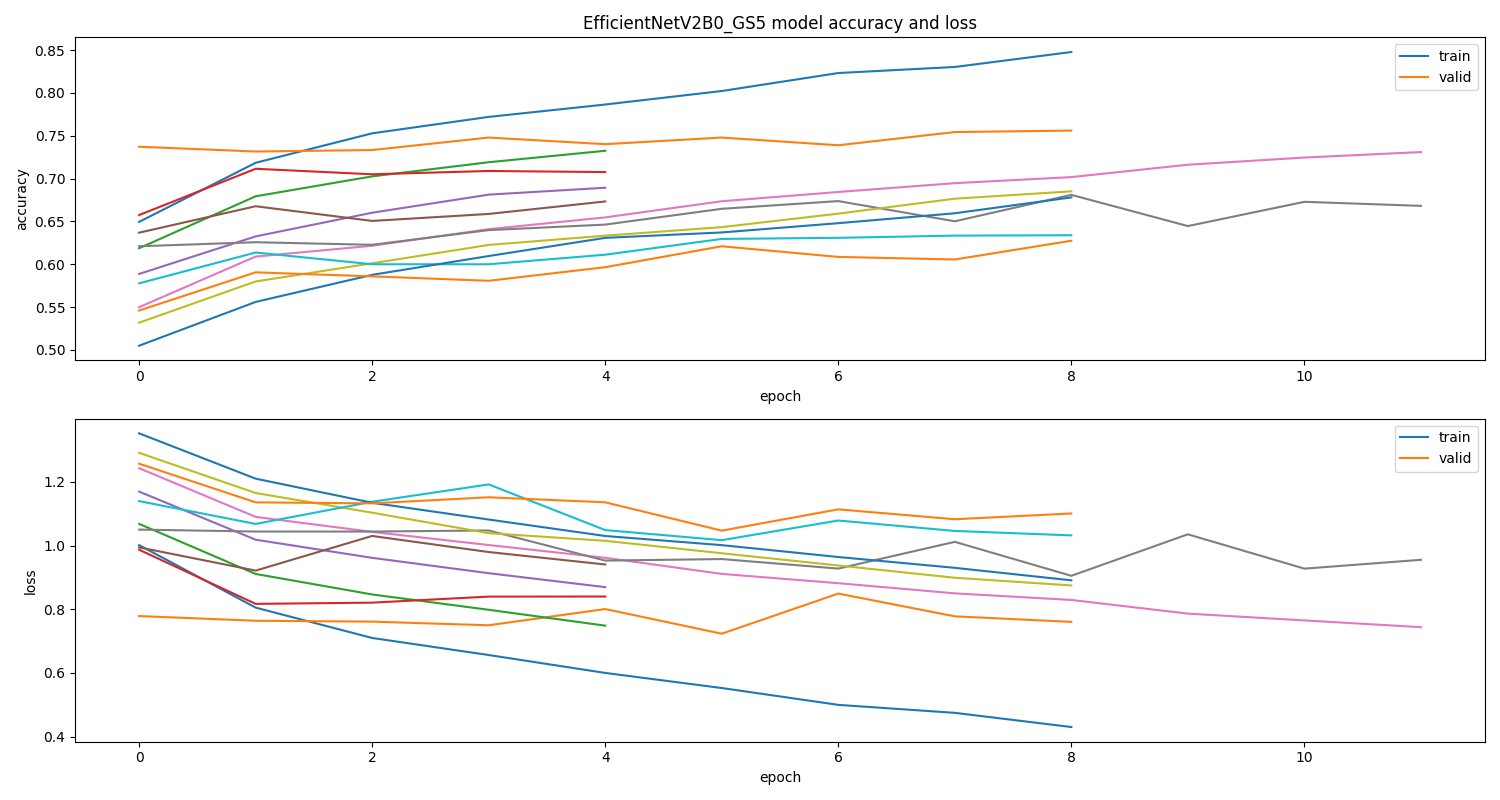 EfficientNetV2B0_GS5 model accuracy and loss
train
valid
0.85
0.80
0.75
0.70
0.65
0.60
0.55
0.50
accuracy
0 2 4 6 8 10
epoch
train
valid
1.2
1.0
0.8
0.6
0.4
loss
0 2 4 6 8 10
epoch